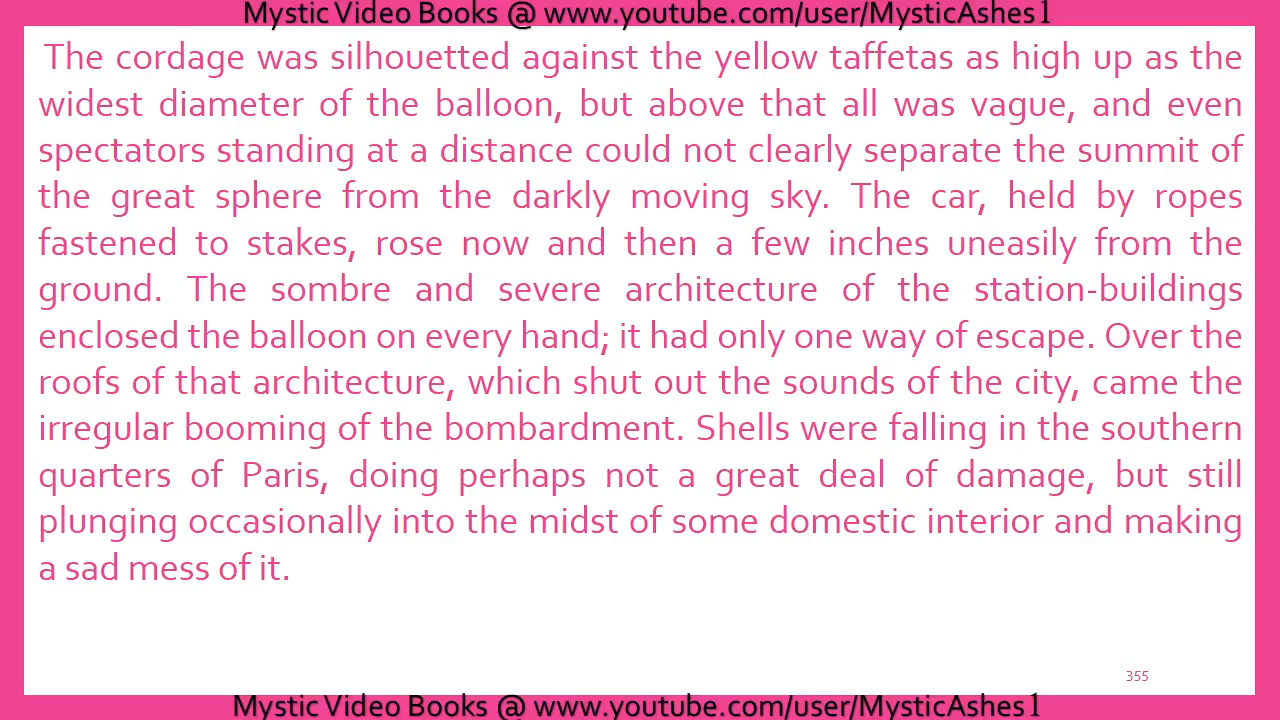 Mystic Video Books @ www.youtube.com/user/MysticAshes1
The cordage was silhouetted against the yellow taffetas as high up as the
widest diameter of the balloon, but above that all was vague, and even
spectators standing at a distance could not clearly separate the summit of
the great sphere from the darkly moving sky. The car, held by ropes
fastened to stakes, rose now and then a few inches uneasily from the
ground. The sombre and severe architecture of the station-buildings
enclosed the balloon on every hand; it had only one way of escape. Over the
roofs of that architecture, which shut out the sounds of the city, came the
irregular booming of the bombardment. Shells were falling in the southern
quarters of Paris, doing perhaps not a great deal of damage, but still
plunging occasionally into the midst of some domestic interior and making
a sad mess of it.
355
Mystic Video Books @ www.youtube.com/user/MysticAshes1